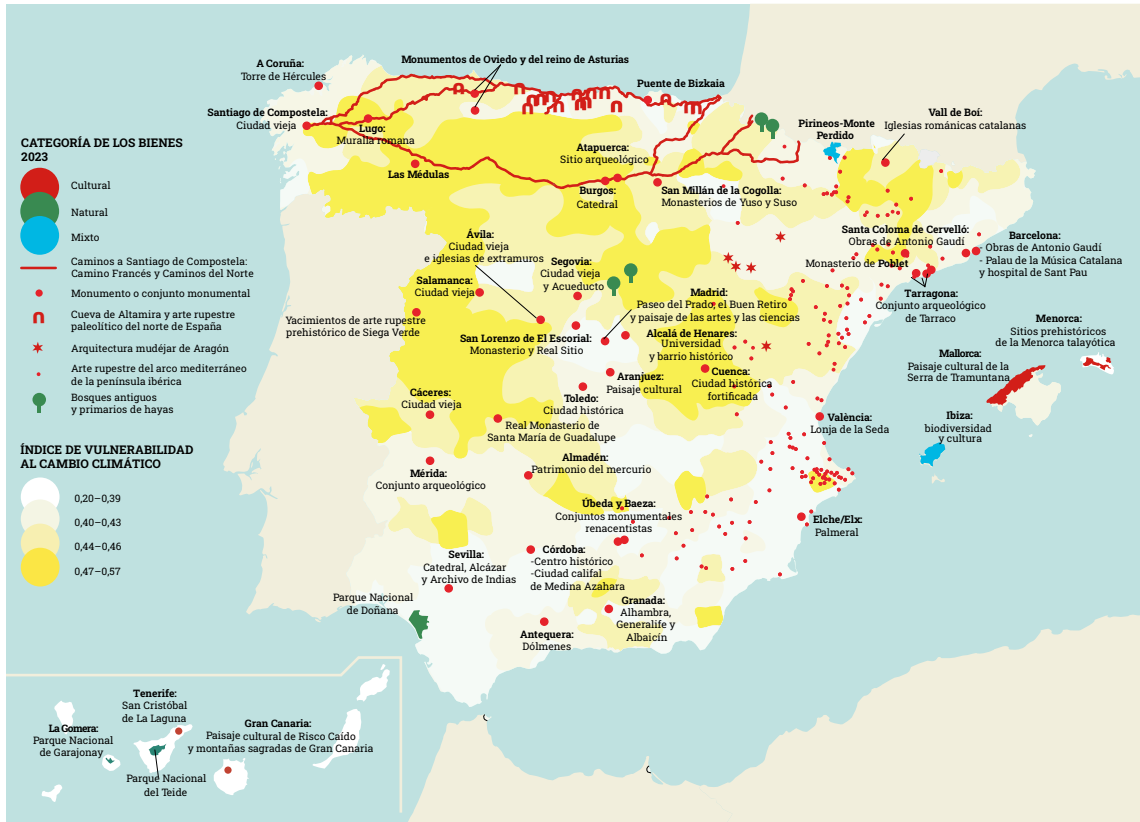 CATEGORÍA DE LOS BIENES
2023
Cultural
Natural
Mixto
Caminos a Santiago de Compostela:
Camino Francés y Caminos del Norte
Monumento o conjunto monumental
Cueva de Altamira y arte rupestre
paleolítico del norte de España
Arquitectura mudéjar de Aragón
Arte rupestre del arco mediterráneo
de la península ibérica
Bosques antiguos
y primarios de hayas
ÍNDICE DE VULNERABILIDAD
AL CAMBIO CLIMÁTICO
0,20–0,39
0,40–0,43
0,44–0,46
0,47–0,57
A Coruña:
Torre de Hércules
Santiago de Compostela:
Ciudad vieja
Lugo:
Muralla romana
Las Médulas
Monumentos de Oviedo y del reino de Asturias
Puente de Bizkaia
Atapuerca:
Sitio arqueológico
Burgos:
Catedral
San Millán de la Cogolla:
Monasterios de Yuso y Suso
Pirineos-Monte
Perdido
Vall de Boí:
Iglesias románicas catalanas
Santa Coloma de Cervelló:
Obras de Antonio Gaudí
Monasterio de Poblet
Barcelona:
- Obras de Antonio Gaudí
- Palau de la Música Catalana
y hospital de Sant Pau
Tarragona:
Conjunto arqueológico
de Tarraco
Menorca:
Sitios prehistóricos
de la Menorca talayótica
Mallorca:
Paisaje cultural de la
Serra de Tramuntana
Ibiza:
biodiversidad
y cultura
Ávila:
Ciudad vieja
e iglesias de extramuros
Segovia:
Ciudad vieja
y Acueducto
Salamanca:
Ciudad vieja
Yacimientos de arte rupestre
prehistórico de Siega Verde
San Lorenzo de El Escorial:
Monasterio y Real Sitio
Madrid:
Paseo del Prado, el Buen Retiro
y paisaje de las artes y las ciencias
Alcalá de Henares:
Universidad
y barrio histórico
Aranjuez:
Paisaje cultural
Cuenca:
Ciudad histórica
fortificada
Cáceres:
Ciudad vieja
Toledo:
Ciudad histórica
Real Monasterio de
Santa María de Guadalupe
València:
Lonja de la Seda
Mérida:
Conjunto arqueológico
Almadén:
Patrimonio del mercurio
Úbeda y Baeza:
Conjuntos monumentales
renacentistas
Elche/Elx:
Palmeral
Sevilla:
Catedral, Alcázar
y Archivo de Indias
Córdoba:
-Centro histórico
-Ciudad califal
de Medina Azahara
Parque Nacional
de Doñana
Granada:
Alhambra,
Generalife y
Albaicín
Antequera:
Dólmenes
Tenerife:
San Cristóbal
de La Laguna
La Gomera:
Parque Nacional
de Garajonay
Gran Canaria:
Paisaje cultural de Risco Caído
y montañas sagradas de Gran Canaria
Parque Nacional
del Teide